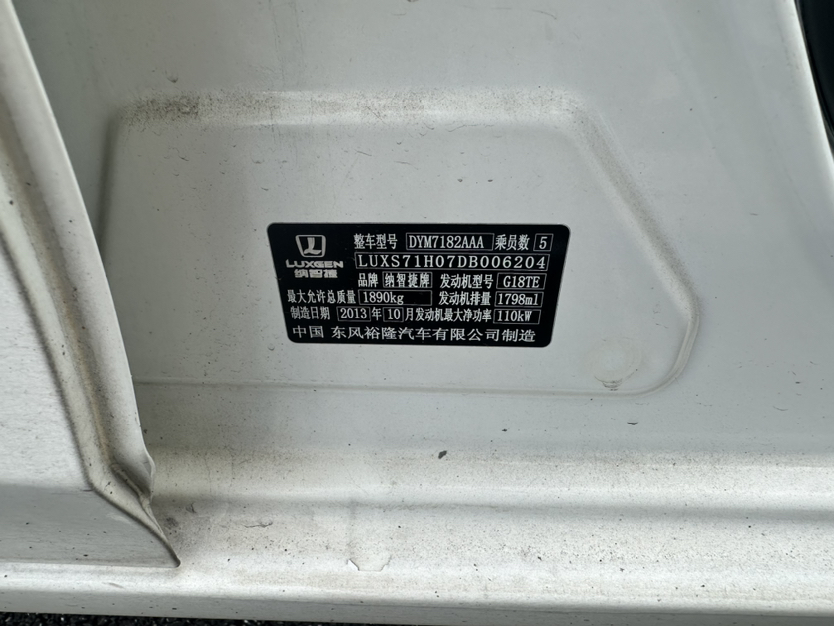 LUXGEN
纳智捷
整车型号 DYM7182AAA 乘员数 5
LUXS71H07DB006204
品牌 纳智捷牌 发动机型号 G18TE
最大允许总质量 1890kg 发动机排量 1798ml
制造日期 2013 年 10 月 发动机最大净功率 110kW
中国 东风裕隆汽车有限公司制造